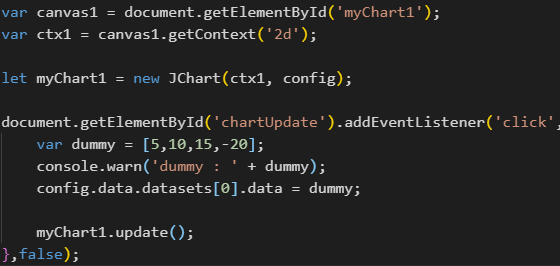 var canvas1 = document.getElementById('myChart1');
var ctx1 = canvas1.getContext('2d');
let myChart1 = new JChart(ctx1, config);
document.getElementById('chartUpdate').addEventListener('click',
var dummy = [5,10,15,-20];
console.warn('dummy : ' + dummy);
config.data.datasets[0].data = dummy;
myChart1.update();
},false);